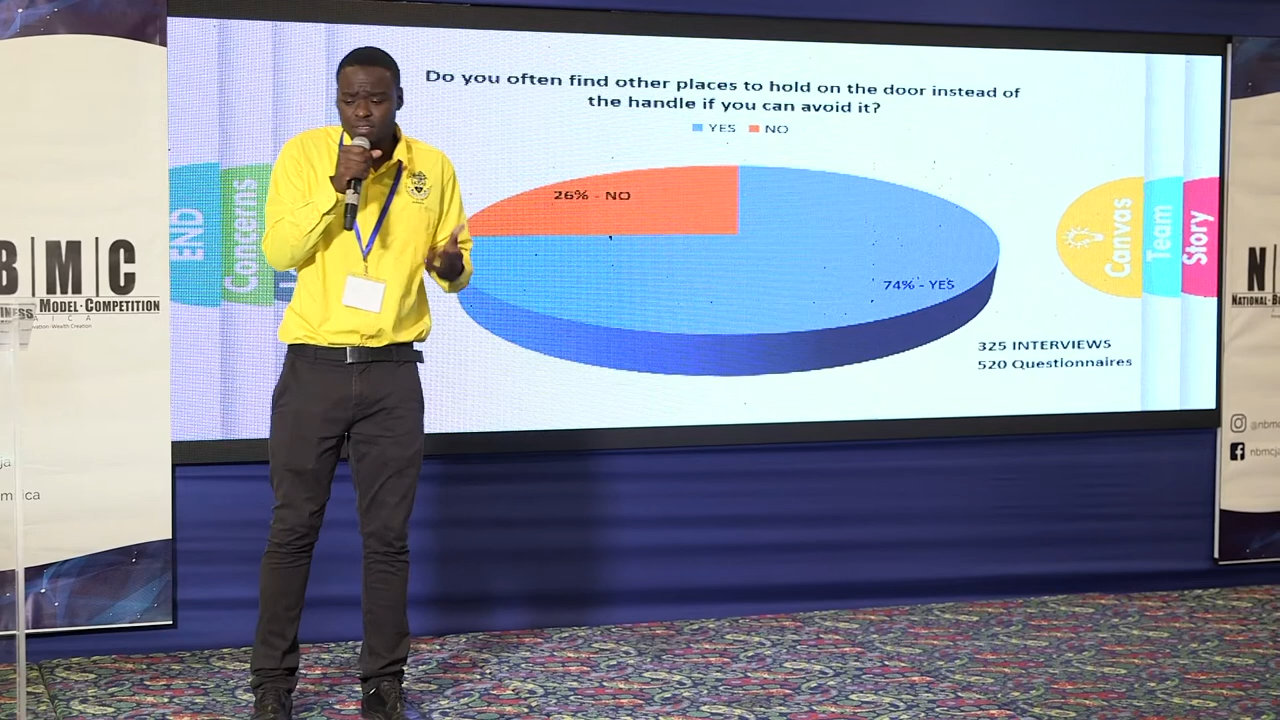 Do you often find other places to hold on the door instead of
the handle if you can avoid it?
YES NO
26% - NO
74% - YES
325 INTERVIEWS
520 Questionnaires
END
Concerns
Canvas
Team
Story
B|M|C
MODEL·COMPETITION
N
NATIONAL